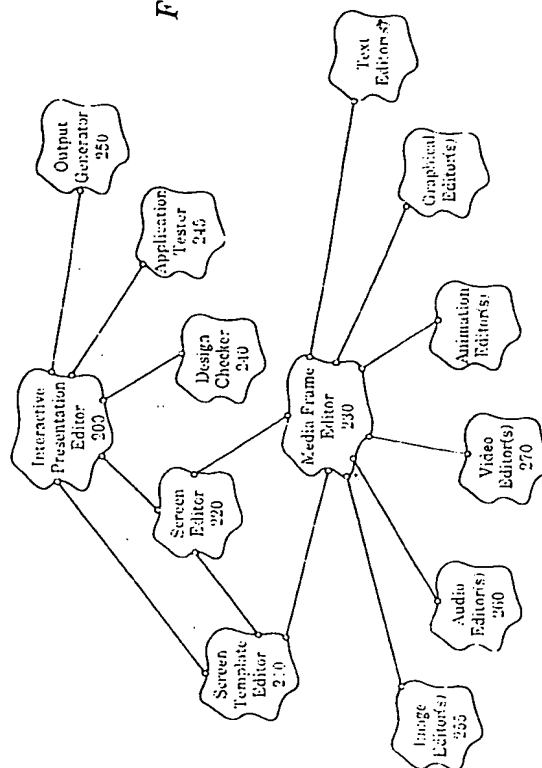 F
Interactive
Presentation
Editor
200
Output
Generator
250
Application
Tester
245
Design
Checker
240
Screen
Editor
220
Screen
Template
Editor
Media Frame
Editor
230
Image
Editor(s)
Audio
Editor(s)
260
Video
Editor(s)
270
Animation
Editor(s)
Graphical
Editor(s)
Text
Editor(s)